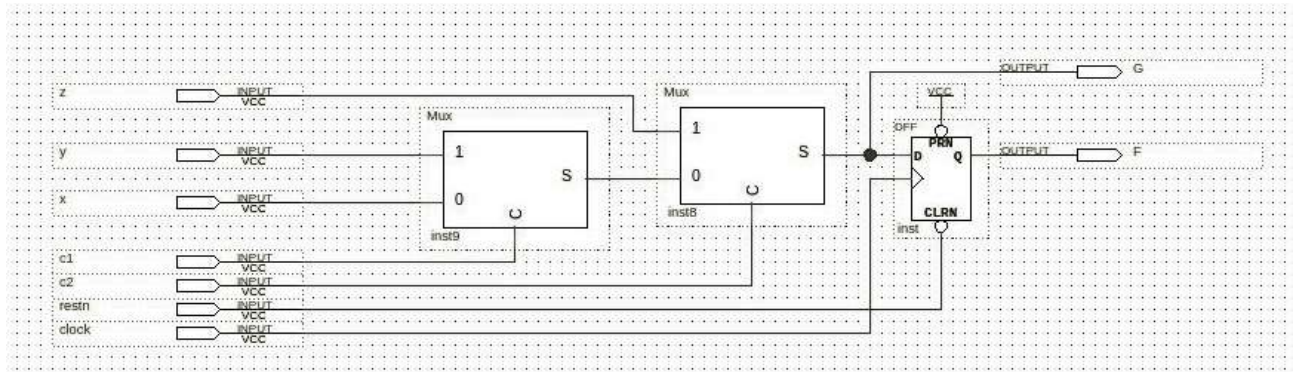 OUTPUT G
z INPUT VCC
Mux
VCC
Mux
1
DFF
PRN
y INPUT VCC
1
S
S
D Q
OUTPUT F
0
C
x INPUT VCC
0
C
CLRN
inst8
inst9
inst
c1 INPUT VCC
c2 INPUT VCC
restn INPUT VCC
clock INPUT VCC